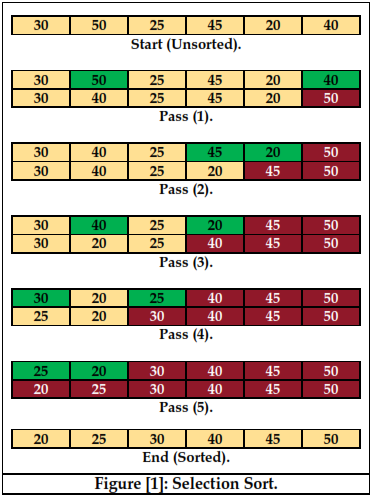 30 50 25 45 20 40
Start (Unsorted).
30 50 25 45 20 40
30 40 25 45 20 50
Pass (1).
30 40 25 45 20 50
30 40 25 20 45 50
Pass (2).
30 40 25 20 45 50
30 20 25 40 45 50
Pass (3).
30 20 25 40 45 50
25 20 30 40 45 50
Pass (4).
25 20 30 40 45 50
20 25 30 40 45 50
Pass (5).
20 25 30 40 45 50
End (Sorted).
Figure [1]: Selection Sort.